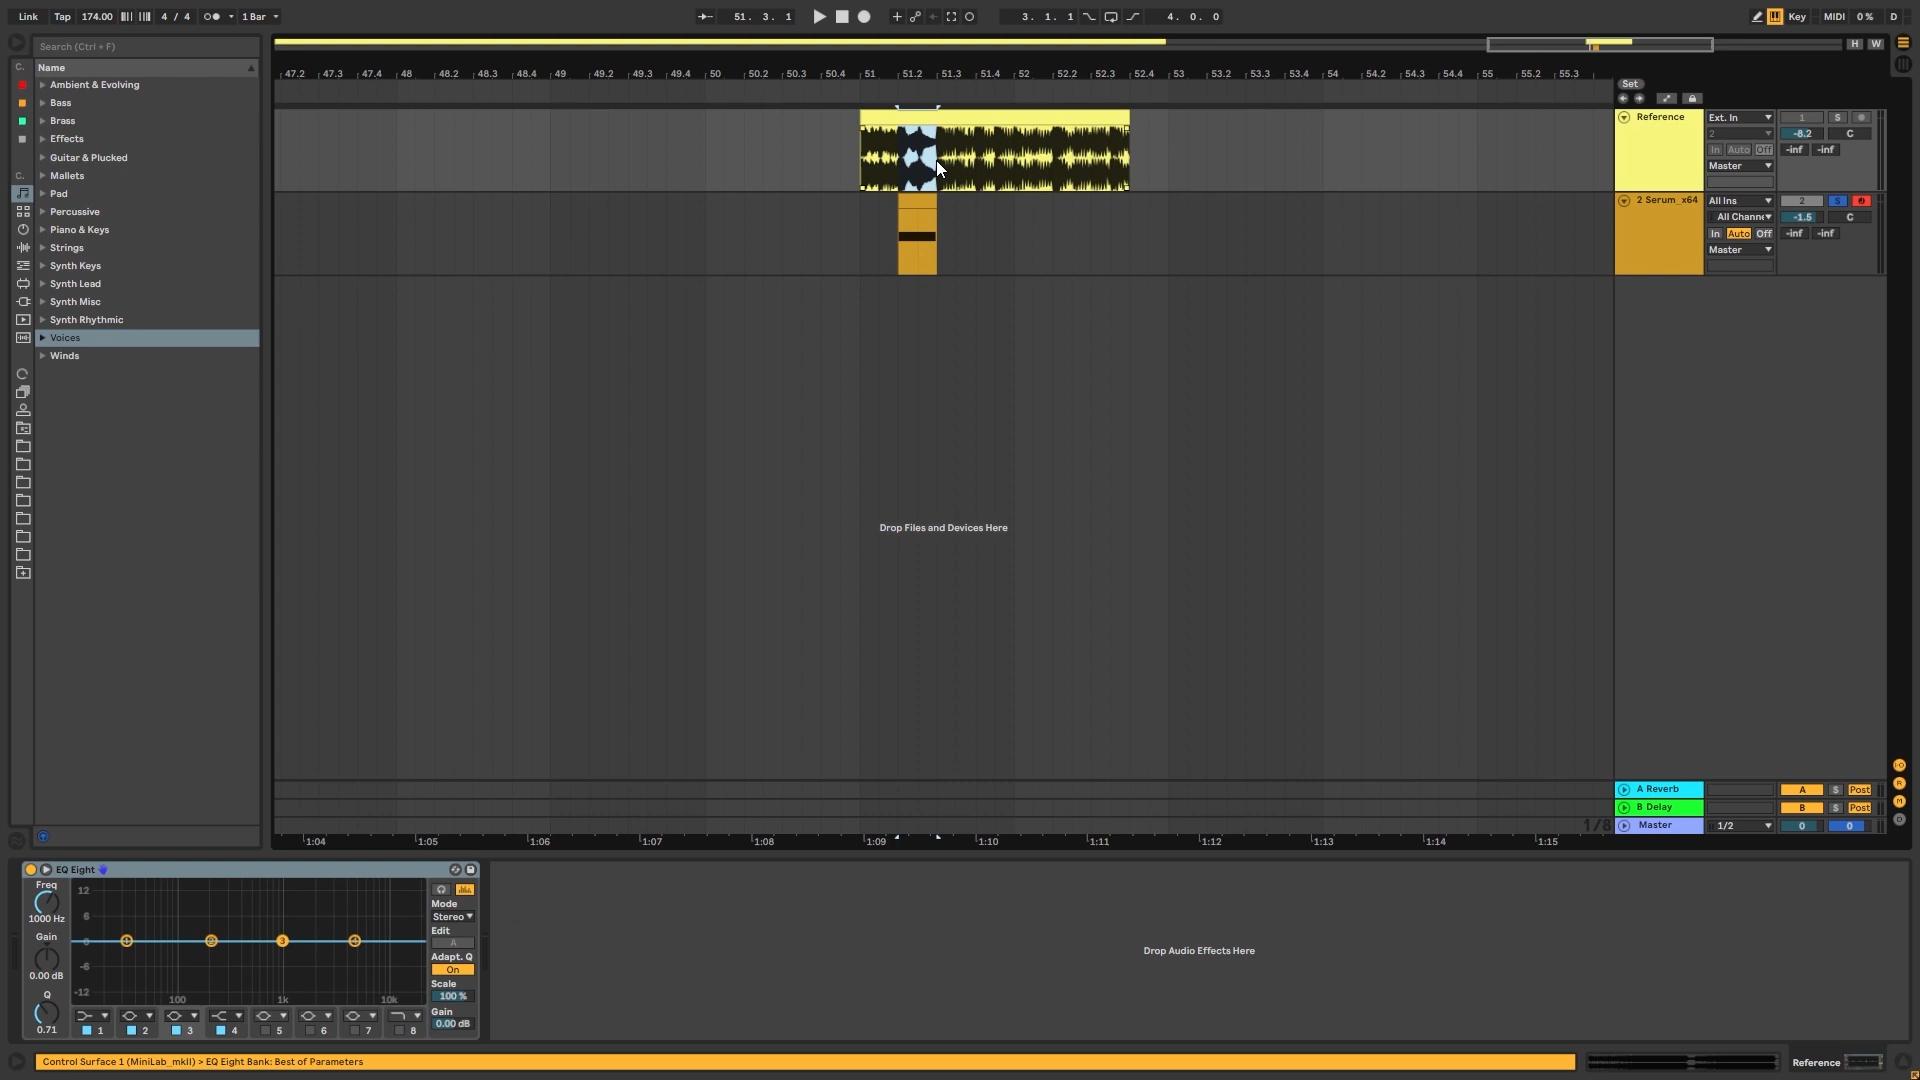 Link Tap 174.00 4 / 4 1 Bar 51. 3. 1 3. 1. 1 4. 0. 0 Key MIDI 0 % D
Search (Ctrl + F) H W
C. Name 47.2 47.3 47.4 48 48.2 48.3 48.4 49 49.2 49.3 49.4 50 50.2 50.3 50.4 51 51.2 51.3 51.4 52 52.2 52.3 52.4 53 53.2 53.3 53.4 54 54.2 54.3 54.4 55 55.2 55.3
Ambient & Evolving Set
Bass
Brass Reference Ext. In 1 S
Effects 2 -8.2 C
In Auto Off -inf -inf
Guitar & Plucked
Master
C. Mallets
Pad
Percussive 2 Serum_x64 All Ins 2 S
All Channe -1.5 C
Piano & Keys In Auto Off -inf -inf
Strings Master
Synth Keys
Synth Lead
Synth Misc
Synth Rhythmic
Voices
Winds
Drop Files and Devices Here
A Reverb A S Post
B Delay B S Post
1/8 Master 1/2 0 0
1:04 1:05 1:06 1:07 1:08 1:09 1:10 1:11 1:12 1:13 1:14 1:15
EQ Eight
Freq 12
1000 Hz 6
Mode
Stereo
Edit
A
Gain 0
0.00 dB -6
Adapt. Q
On
Scale
100 %
Q -12 100 1k 10k
Gain
0.00 dB
0.71 1 2 3 4 5 6 7 8
Drop Audio Effects Here
Control Surface 1 (MiniLab_mkII) > EQ Eight Bank: Best of Parameters Reference